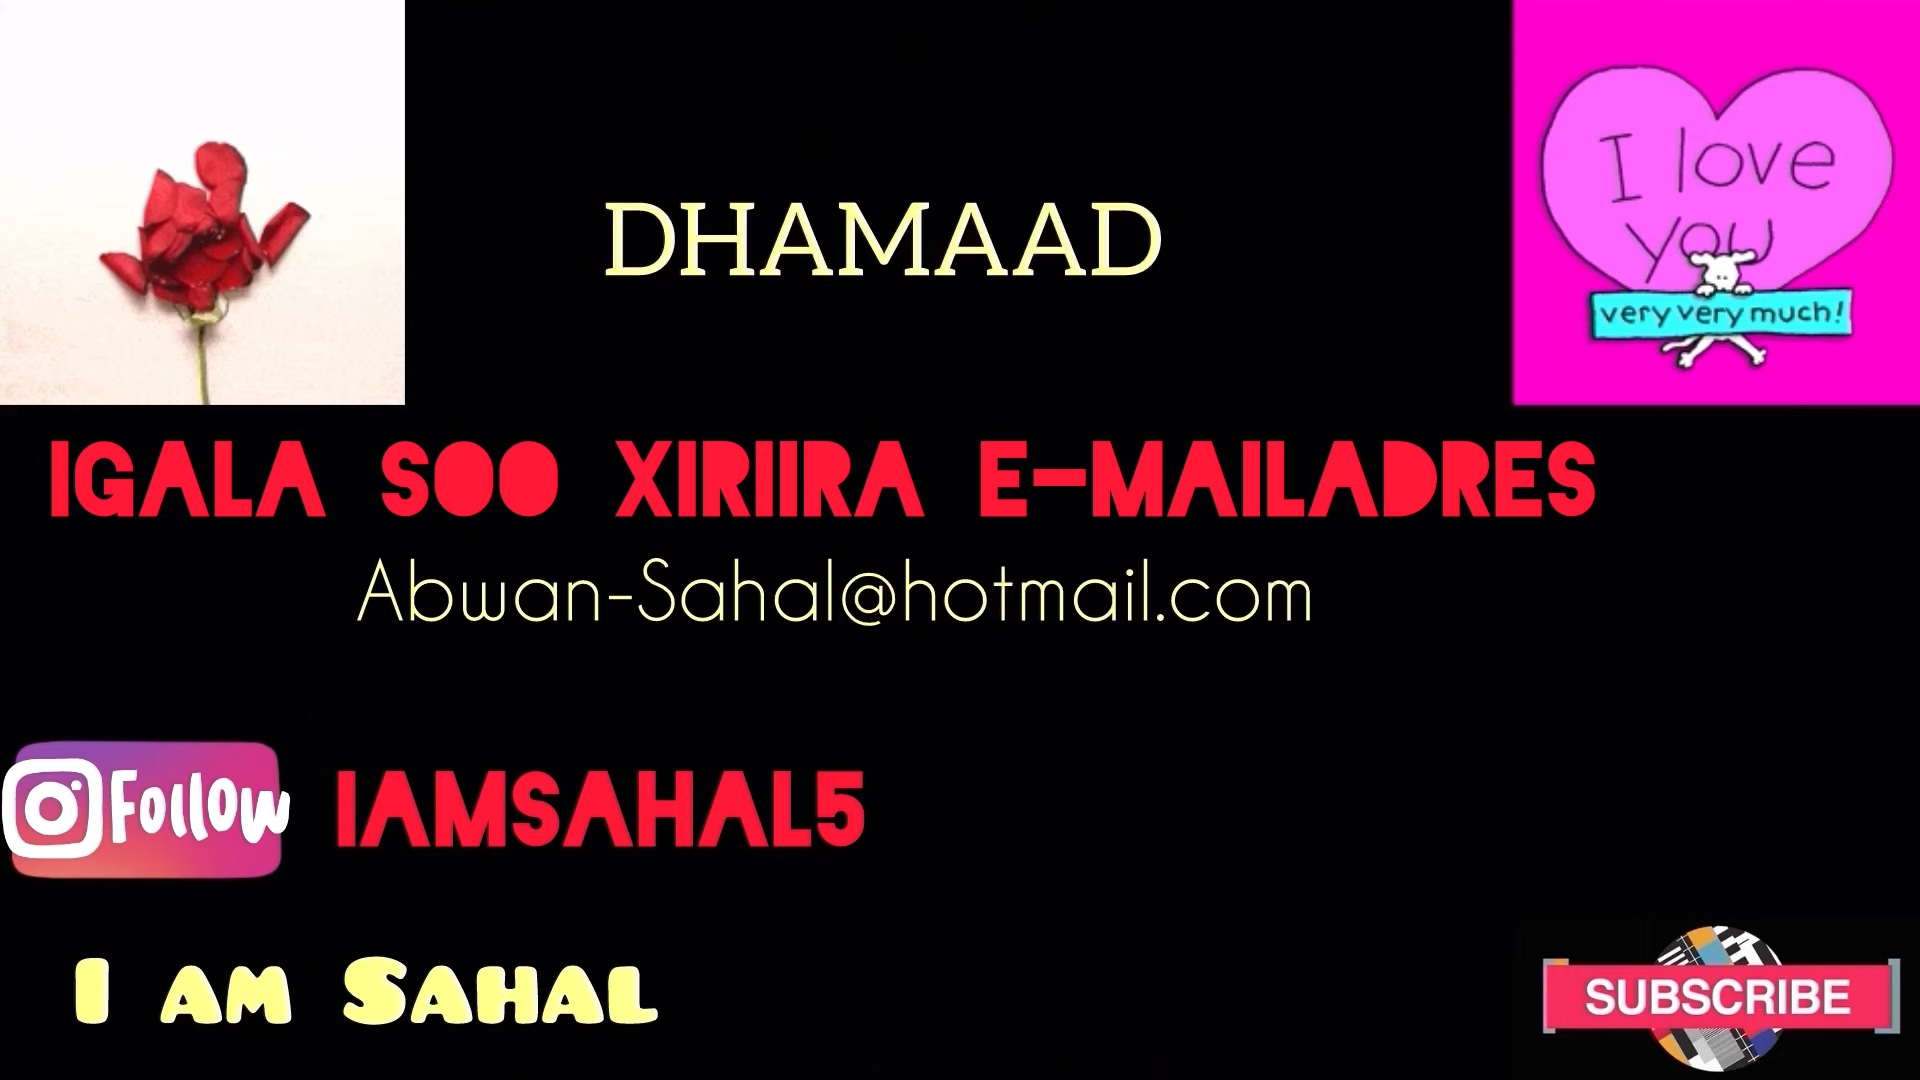 DHAMAAD
I love
you
very very much!
IGALA SOO XIRIIRA E-MAILADRES
Abwan-Sahal@hotmail.com
Follow IAMSAHAL5
I AM SAHAL
SUBSCRIBE